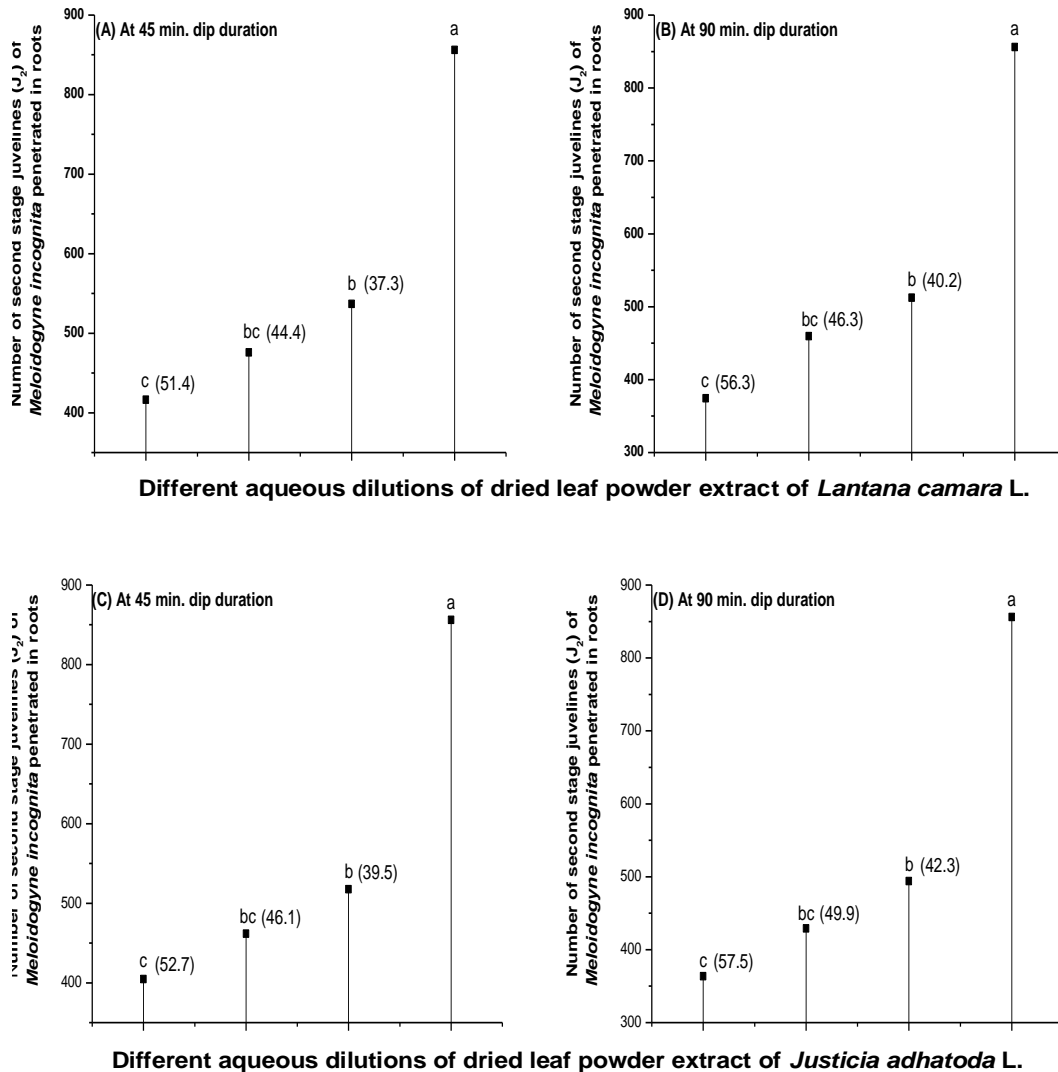 (A) At 45 min. dip duration
Number of second stage juvelines (J2) of
Meloidogyne incognita penetrated in roots
900
800
700
600
500
400
a
b (37.3)
bc (44.4)
c (51.4)
(B) At 90 min. dip duration
Number of second stage juvelines (J2) of
Meloidogyne incognita penetrated in roots
900
800
700
600
500
400
300
a
b (40.2)
bc (46.3)
c (56.3)
Different aqueous dilutions of dried leaf powder extract of Lantana camara L.
(C) At 45 min. dip duration
Number of second stage juvelines (J2) of
Meloidogyne incognita penetrated in roots
900
800
700
600
500
400
a
b (39.5)
bc (46.1)
c (52.7)
(D) At 90 min. dip duration
Number of second stage juvelines (J2) of
Meloidogyne incognita penetrated in roots
900
800
700
600
500
400
300
a
b (42.3)
bc (49.9)
c (57.5)
Different aqueous dilutions of dried leaf powder extract of Justicia adhatoda L.